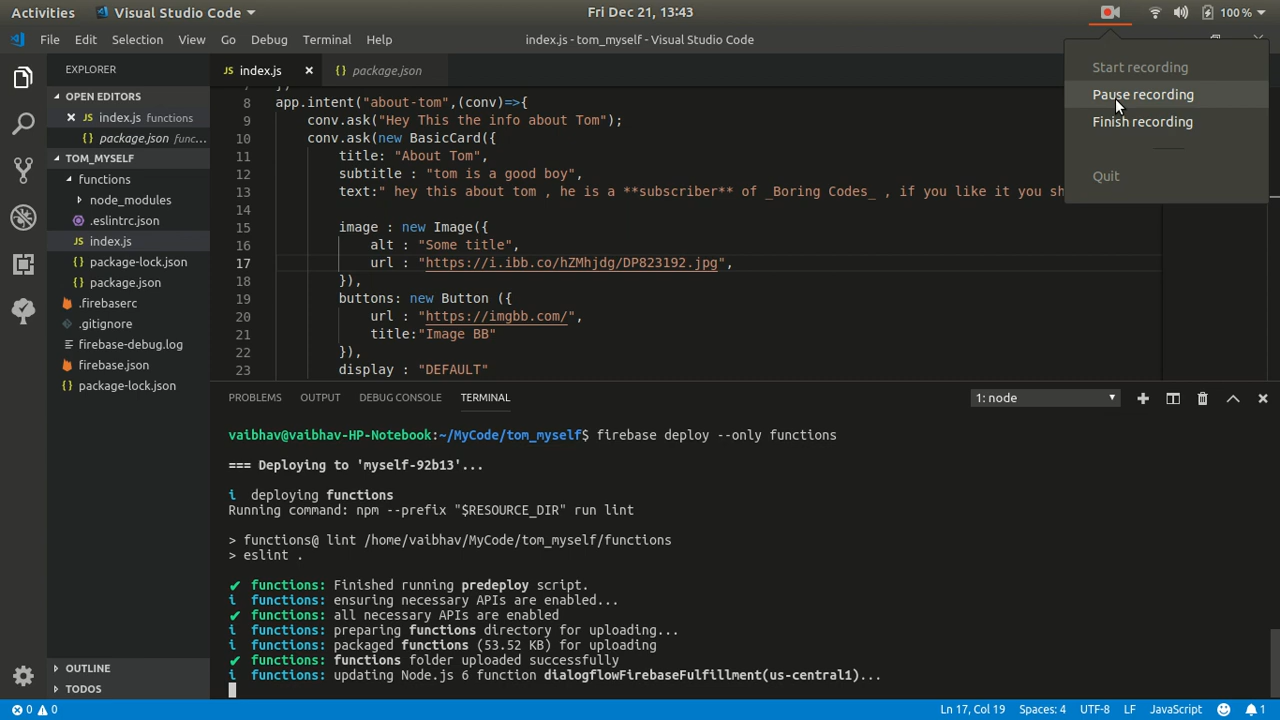 Activities
Visual Studio Code
Fri Dec 21, 13:43
100 %
File Edit Selection View Go Debug Terminal Help
index.js - tom_myself - Visual Studio Code
Start recording
Pause recording
Finish recording
Quit
EXPLORER
OPEN EDITORS
index.js functions
package.json func...
TOM_MYSELF
functions
node_modules
.eslintrc.json
index.js
package-lock.json
package.json
.firebaserc
.gitignore
firebase-debug.log
firebase.json
package-lock.json
OUTLINE
TODOS
index.js
package.json
8 app.intent("about-tom",(conv)=>{
9 conv.ask("Hey This the info about Tom");
10 conv.ask(new BasicCard({
11 title: "About Tom",
12 subtitle : "tom is a good boy",
13 text:" hey this about tom , he is a **subscriber** of _Boring Codes_ , if you like it you sh
14
15 image : new Image({
16 alt : "Some title",
17 url : "https://i.ibb.co/hZMhjdg/DP823192.jpg",
18 }),
19 buttons: new Button ({
20 url : "https://imgbb.com/",
21 title:"Image BB"
22 }),
23 display : "DEFAULT"
PROBLEMS OUTPUT DEBUG CONSOLE TERMINAL
1: node
vaibhav@vaibhav-HP-Notebook:~/MyCode/tom_myself$ firebase deploy --only functions
=== Deploying to 'myself-92b13'...
i deploying functions
Running command: npm --prefix "$RESOURCE_DIR" run lint
> functions@ lint /home/vaibhav/MyCode/tom_myself/functions
> eslint .
✔ functions: Finished running predeploy script.
i functions: ensuring necessary APIs are enabled...
✔ functions: all necessary APIs are enabled
i functions: preparing functions directory for uploading...
i functions: packaged functions (53.52 KB) for uploading
✔ functions: functions folder uploaded successfully
i functions: updating Node.js 6 function dialogflowFirebaseFulfillment(us-central1)...
0 0
Ln 17, Col 19 Spaces: 4 UTF-8 LF JavaScript 1